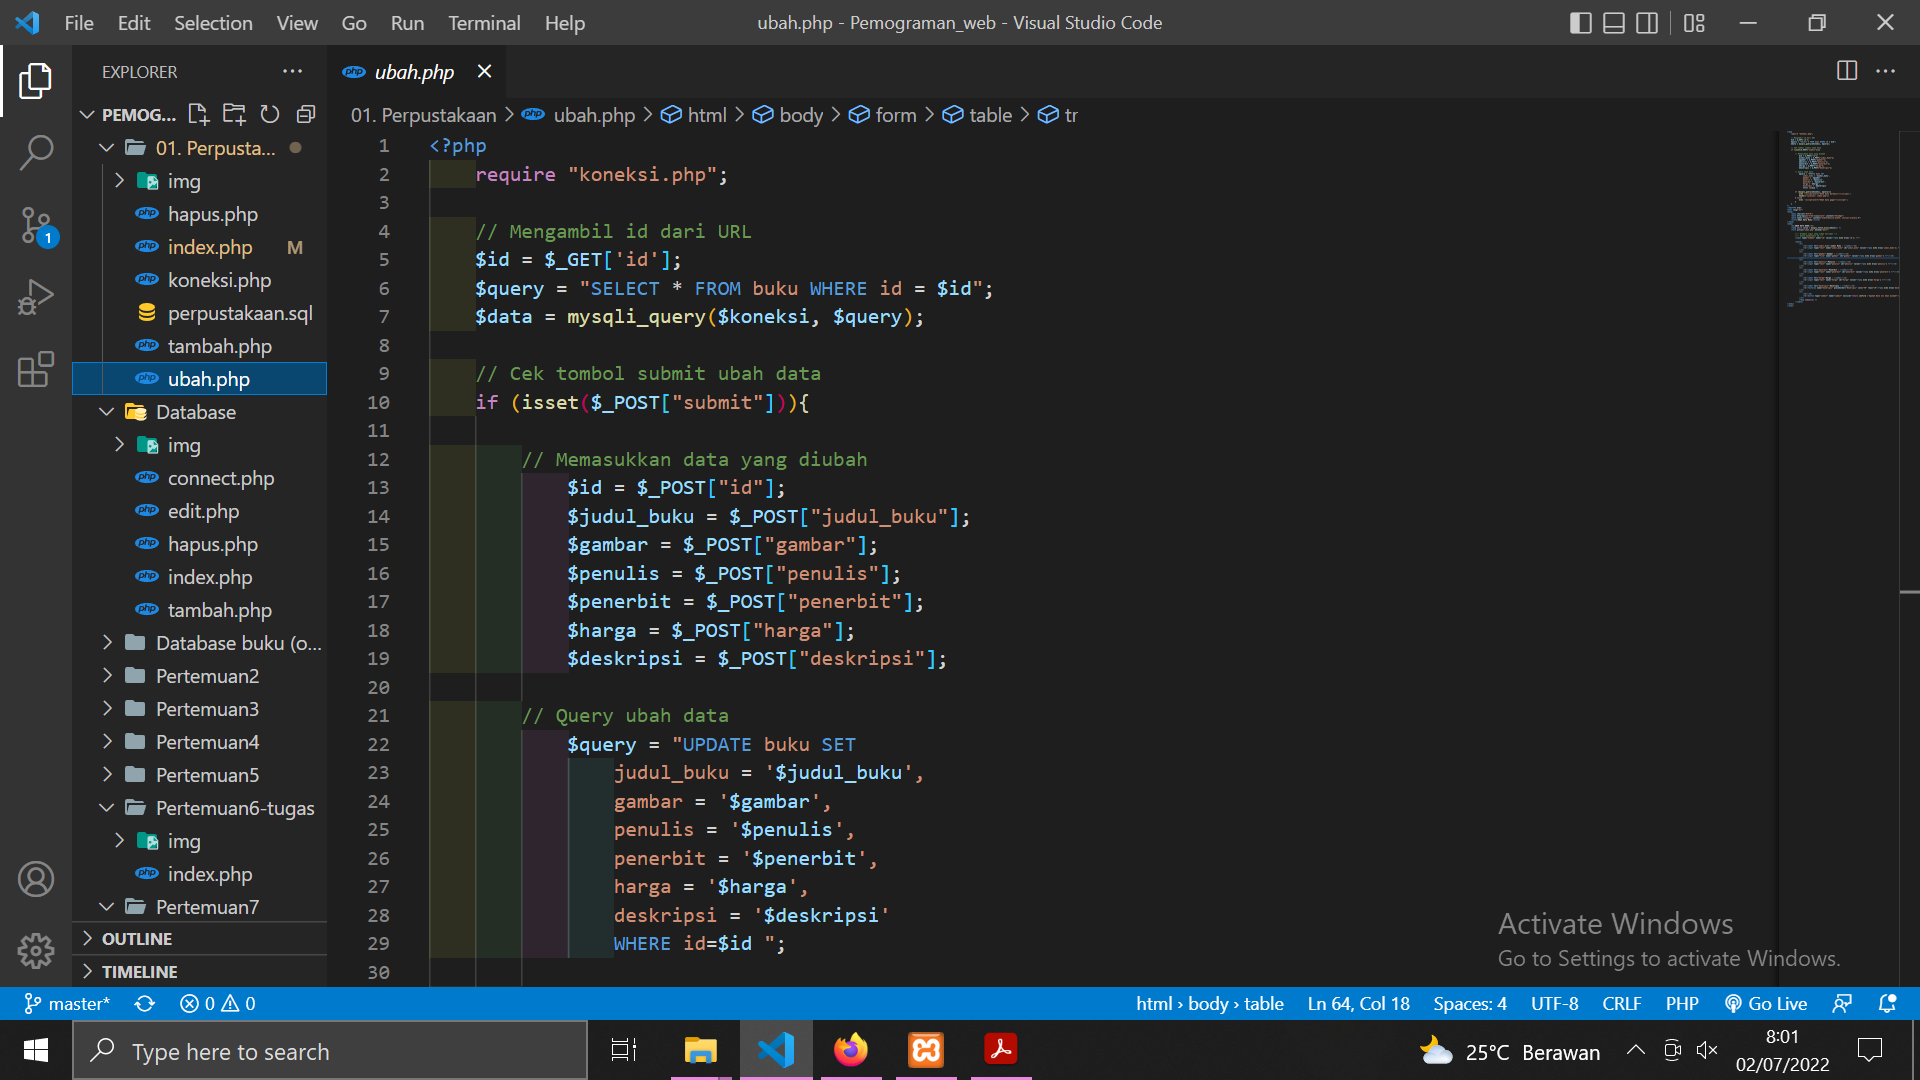 File Edit Selection View Go Run Terminal Help
ubah.php - Pemograman_web - Visual Studio Code
EXPLORER
PEMOG...
01. Perpusta...
img
hapus.php
index.php M
koneksi.php
perpustakaan.sql
tambah.php
ubah.php
Database
img
connect.php
edit.php
hapus.php
index.php
tambah.php
Database buku (o...
Pertemuan2
Pertemuan3
Pertemuan4
Pertemuan5
Pertemuan6-tugas
img
index.php
Pertemuan7
OUTLINE
TIMELINE
1
php ubah.php
01. Perpustakaan > ubah.php > html > body > form > table > tr
1 <?php
2 require "koneksi.php";
3
4 // Mengambil id dari URL
5 $id = $_GET['id'];
6 $query = "SELECT * FROM buku WHERE id = $id";
7 $data = mysqli_query($koneksi, $query);
8
9 // Cek tombol submit ubah data
10 if (isset($_POST["submit"])){
11
12 // Memasukkan data yang diubah
13 $id = $_POST["id"];
14 $judul_buku = $_POST["judul_buku"];
15 $gambar = $_POST["gambar"];
16 $penulis = $_POST["penulis"];
17 $penerbit = $_POST["penerbit"];
18 $harga = $_POST["harga"];
19 $deskripsi = $_POST["deskripsi"];
20
21 // Query ubah data
22 $query = "UPDATE buku SET
23 judul_buku = '$judul_buku',
24 gambar = '$gambar',
25 penulis = '$penulis',
26 penerbit = '$penerbit',
27 harga = '$harga',
28 deskripsi = '$deskripsi'
29 WHERE id=$id ";
30
Activate Windows
Go to Settings to activate Windows.
master* 0 0 html › body › table Ln 64, Col 18 Spaces: 4 UTF-8 CRLF PHP Go Live
Type here to search
25°C Berawan
8:01
02/07/2022